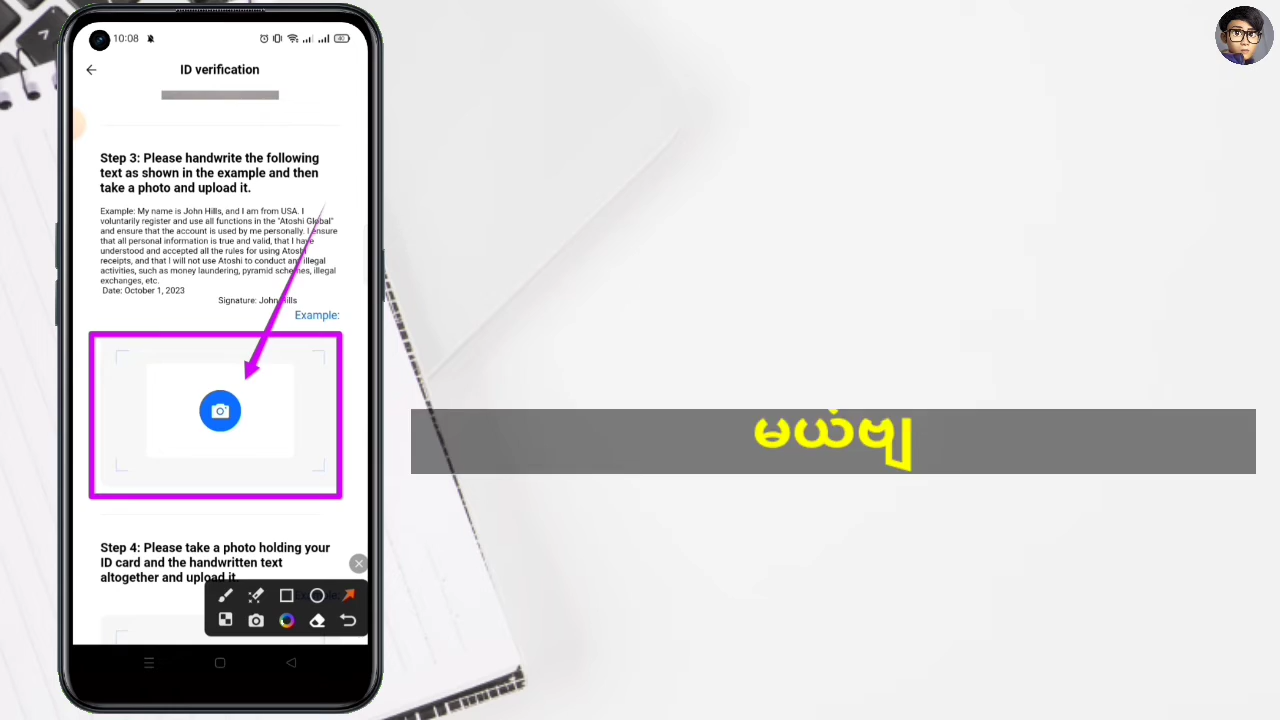 10:08
40
ID verification
Step 3: Please handwrite the following
text as shown in the example and then
take a photo and upload it.
Example: My name is John Hills, and I am from USA. I
voluntarily register and use all functions in the "Atoshi Global"
and ensure that the account is used by me personally. I ensure
that all personal information is true and valid, that I have
understood and accepted all the rules for using Atoshi
receipts, and that I will not use Atoshi to conduct any illegal
activities, such as money laundering, pyramid schemes, illegal
exchanges, etc.
Date: October 1, 2023
Signature: John Hills
Example:
မယ်ဗျ
Step 4: Please take a photo holding your
ID card and the handwritten text
altogether and upload it.
Example: